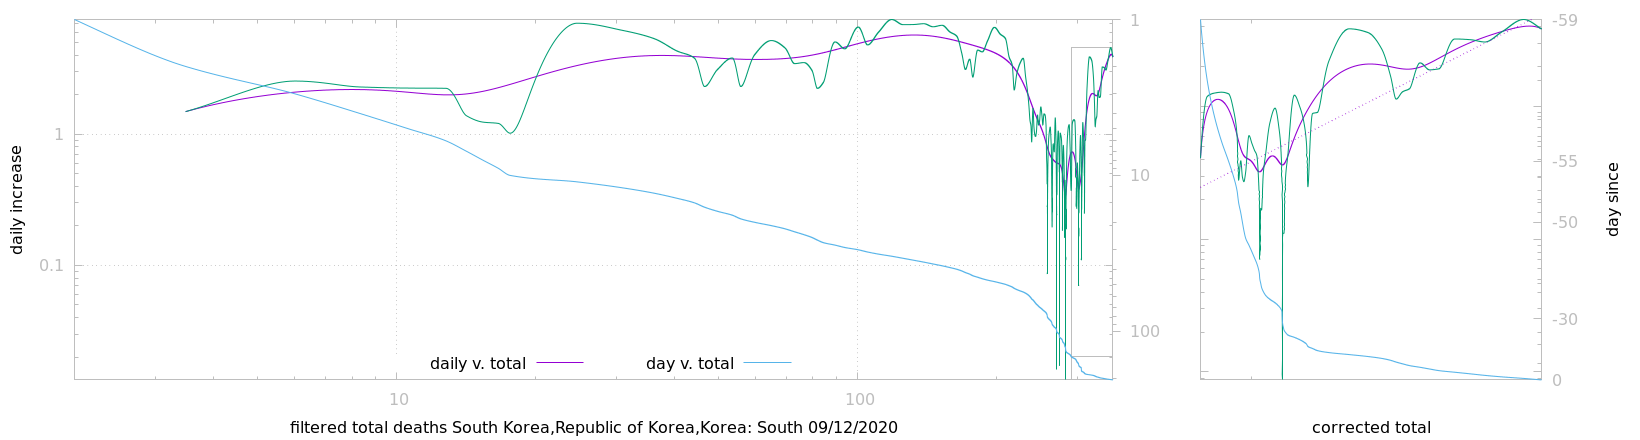 1
-59
1
10
-55
-50
0.1
-30
100
0
daily increase
day since
daily v. total
day v. total
10
100
filtered total deaths South Korea,Republic of Korea,Korea: South 09/12/2020
corrected total